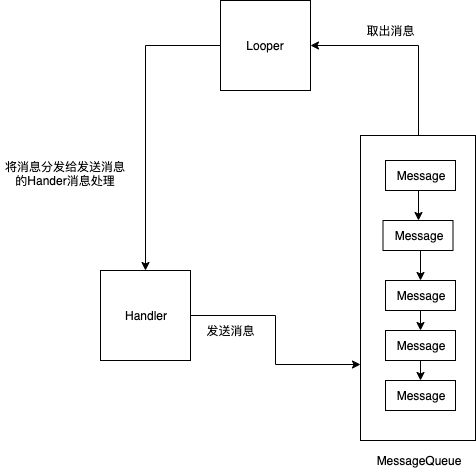 Looper
取出消息
将消息分发给发送消息
的Hander消息处理
Message
Message
Message
Message
Message
Handler
发送消息
MessageQueue